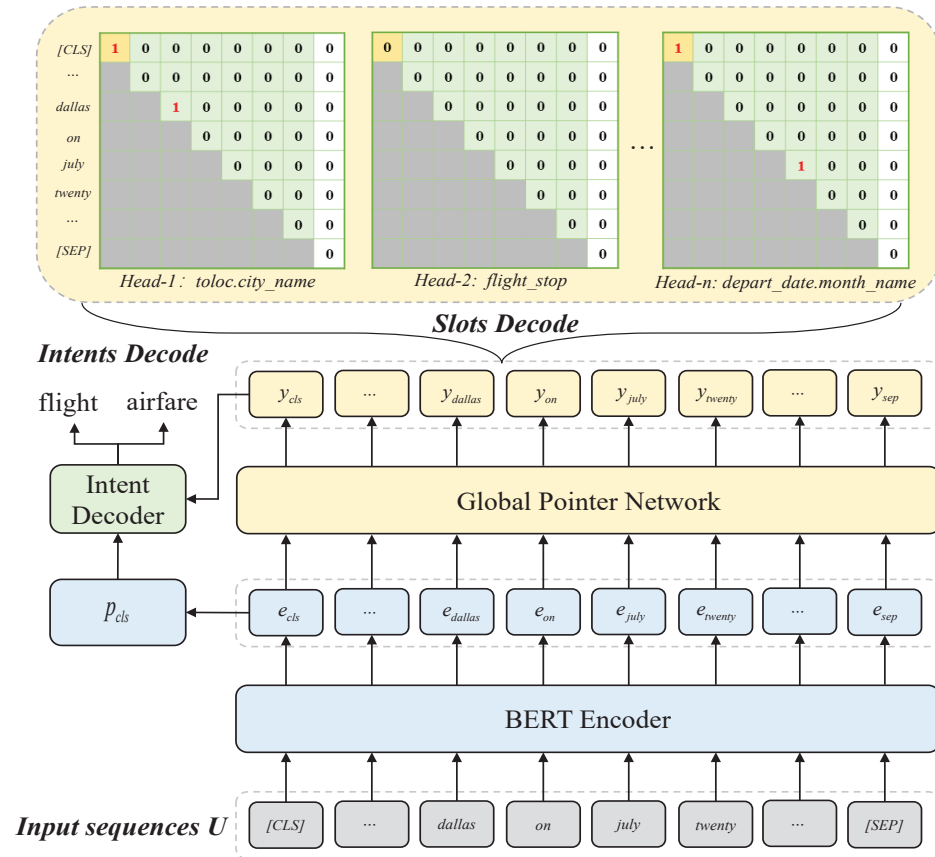 [CLS] 1 0 0 0 0 0 0 0 0 0 0 0 0 0 0 0 1 0 0 0 0 0 0 0
... 0 0 0 0 0 0 0 0 0 0 0 0 0 0 0 0 0 0 0 0 0
dallas 1 0 0 0 0 0 0 0 0 0 0 0 0 0 0 0 0 0
on 0 0 0 0 0 0 0 0 0 0 0 0 0 0 0
july 0 0 0 0 0 0 0 0 1 0 0 0
...
twenty 0 0 0 0 0 0 0 0 0
... 0 0 0 0 0 0
[SEP] 0 0 0
Head-1: toloc.city_name Head-2: flight_stop Head-n: depart_date.month_name
Slots Decode
Intents Decode
flight airfare
y_cls ... y_dallas y_on y_july y_twenty ... y_sep
Intent
Decoder
Global Pointer Network
p_cls
e_cls ... e_dallas e_on e_july e_twenty ... e_sep
BERT Encoder
Input sequences U
[CLS] ... dallas on july twenty ... [SEP]